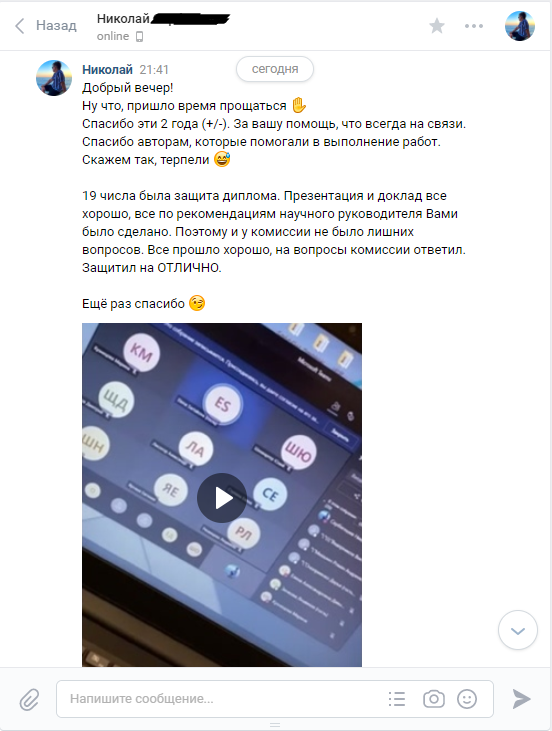 Назад
Николай
online
сегодня
Николай 21:41
Добрый вечер!
Ну что, пришло время прощаться ✋
Спасибо эти 2 года (+/-). За вашу помощь, что всегда на связи.
Спасибо авторам, которые помогали в выполнение работ.
Скажем так, терпели 😅
19 числа была защита диплома. Презентация и доклад все
хорошо, все по рекомендациям научного руководителя Вами
было сделано. Поэтому и у комиссии не было лишних
вопросов. Все прошло хорошо, на вопросы комиссии ответил.
Защитил на ОТЛИЧНО.
Ещё раз спасибо 😉
Microsoft Teams
КМ
ES
ЩД
ШЮ
ЛА
ШН
СЕ
ЯЕ
РЛ
Напишите сообщение...